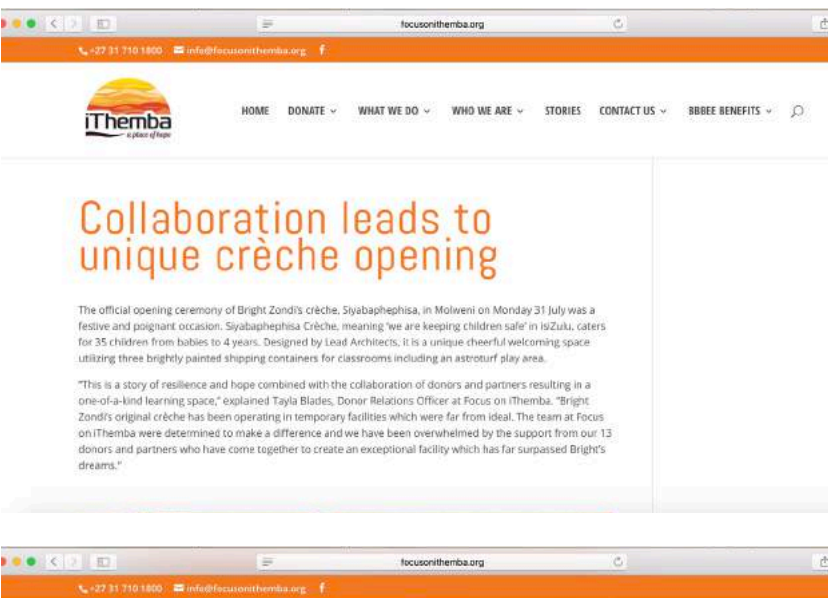 focusonithemba.org
+27 31 710 1800 info@focusonithemba.org f
iThemba
a place of hope
HOME DONATE WHAT WE DO WHO WE ARE STORIES CONTACT US BBBEE BENEFITS
Collaboration leads to
unique crèche opening
The official opening ceremony of Bright Zondi's crèche, Siyabaphephisa, in Molweni on Monday 31 July was a
festive and poignant occasion. Siyabaphephisa Crèche, meaning 'we are keeping children safe' in isiZulu, caters
for 35 children from babies to 4 years. Designed by Lead Architects, it is a unique cheerful welcoming space
utilizing three brightly painted shipping containers for classrooms including an astroturf play area.
"This is a story of resilience and hope combined with the collaboration of donors and partners resulting in a
one-of-a-kind learning space," explained Tayla Blades, Donor Relations Officer at Focus on iThemba. "Bright
Zondi's original crèche has been operating in temporary facilities which were far from ideal. The team at Focus
on iThemba were determined to make a difference and we have been overwhelmed by the support from our 13
donors and partners who have come together to create an exceptional facility which has far surpassed Bright's
dreams."
focusonithemba.org
+27 31 710 1800 info@focusonithemba.org f